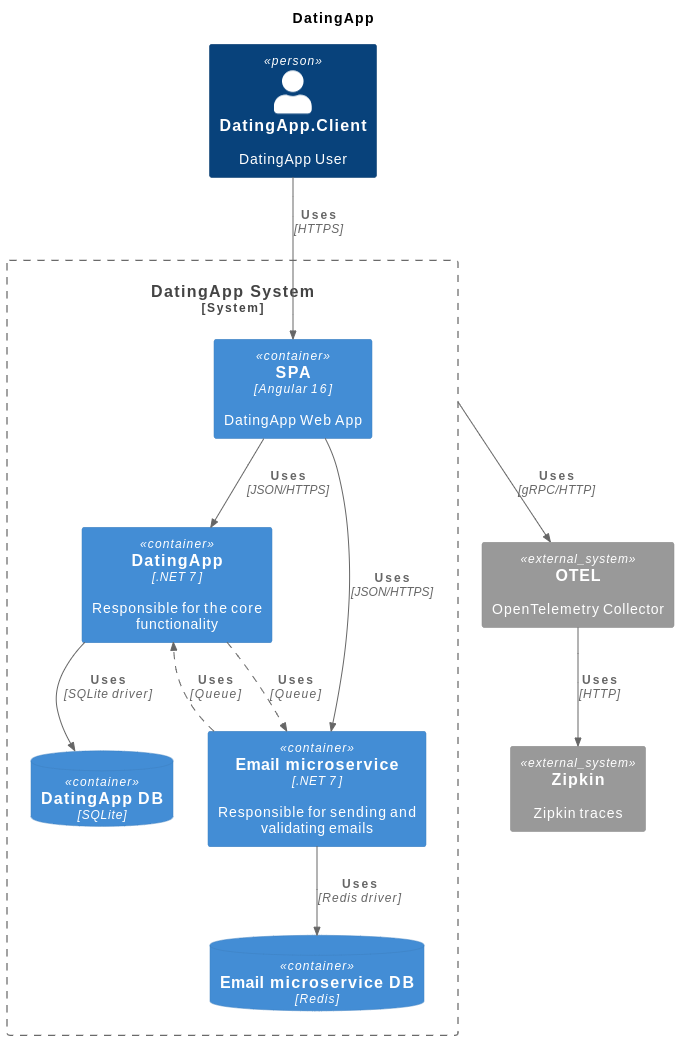 DatingApp
«person»
DatingApp.Client
DatingApp User
Uses
[HTTPS]
DatingApp System
[System]
«container»
SPA
[Angular 16]
DatingApp Web App
Uses
[JSON/HTTPS]
Uses
[gRPC/HTTP]
«container»
DatingApp
[.NET 7]
Responsible for the core
functionality
Uses
[JSON/HTTPS]
«external_system»
OTEL
OpenTelemetry Collector
Uses
[SQLite driver]
Uses
[Queue]
Uses
[Queue]
Uses
[HTTP]
«container»
DatingApp DB
[SQLite]
«container»
Email microservice
[.NET 7]
Responsible for sending and
validating emails
«external_system»
Zipkin
Zipkin traces
Uses
[Redis driver]
«container»
Email microservice DB
[Redis]